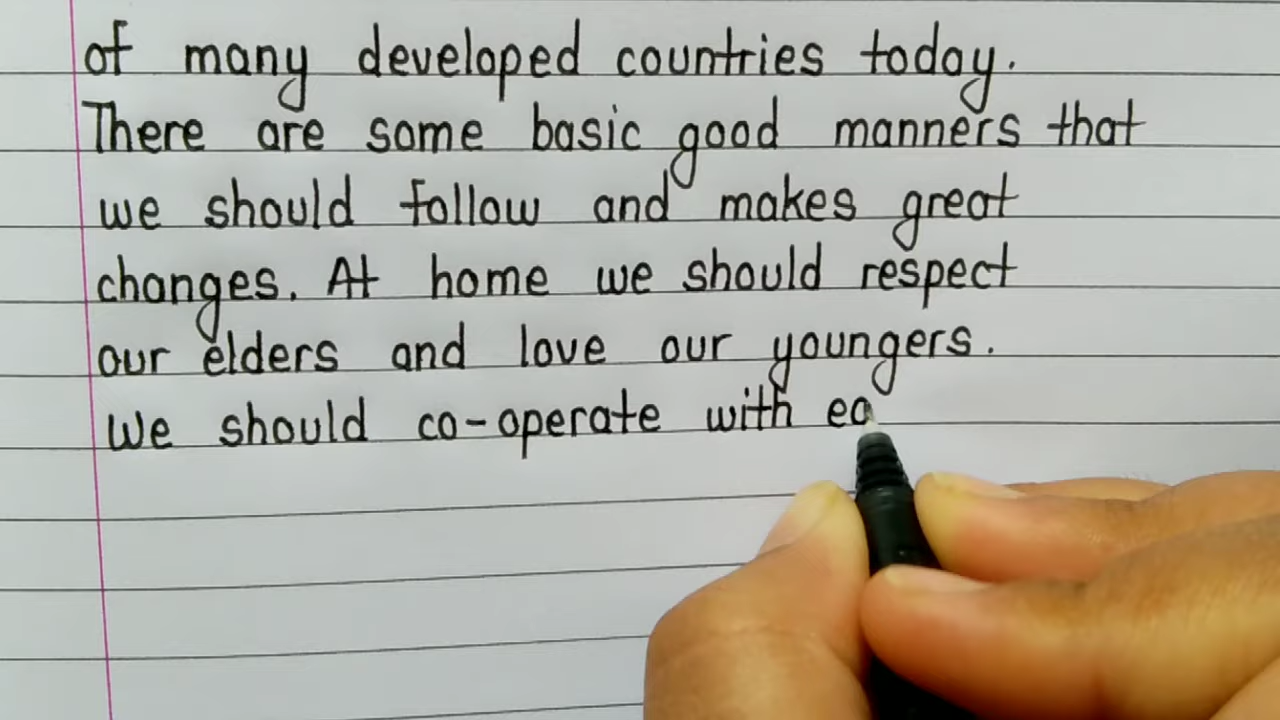 of many developed countries today.
There are some basic good manners that
we should follow and makes great
changes. At home we should respect
our elders and love our youngers.
We should co-operate with ea